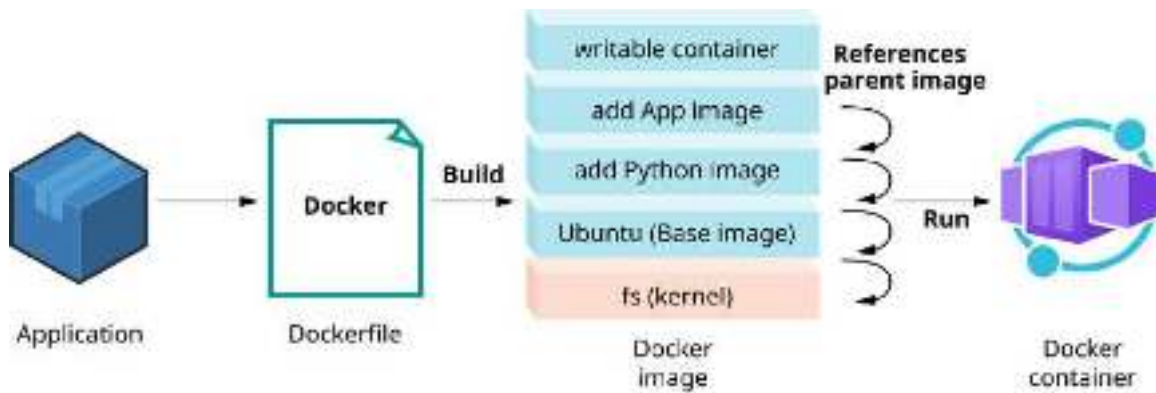 writable container
References
parent image
add App Image
add Python image
Build
Docker
Ubuntu (Base image)
Run
fs (kernel)
Application
Dockerfile
Docker
image
Docker
container